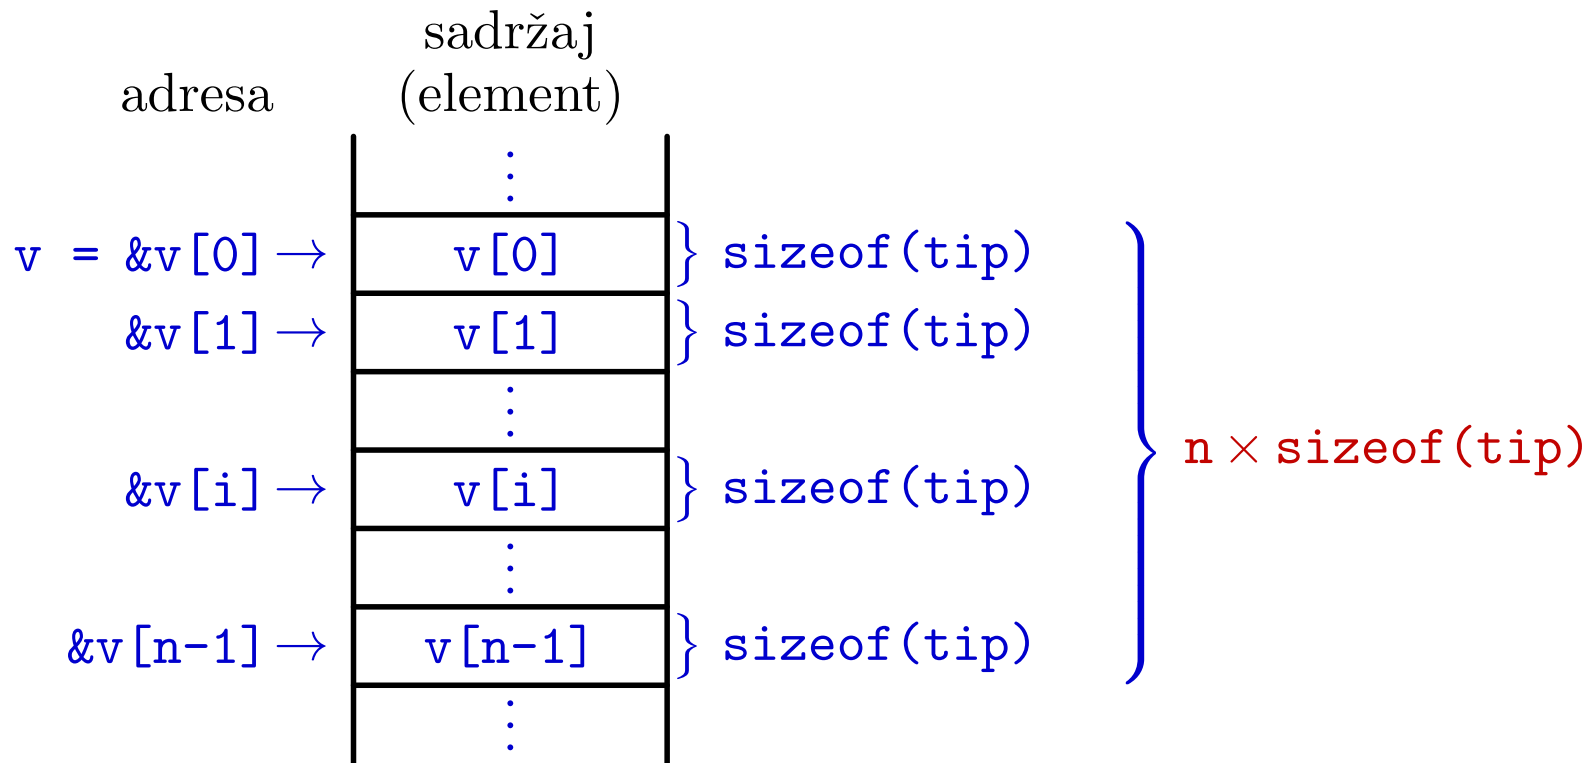 sadržaj
adresa (element)
⋮
v = &v[0] → v[0] } sizeof(tip)
&v[1] → v[1] } sizeof(tip)
⋮
n × sizeof(tip)
&v[i] → v[i] } sizeof(tip)
⋮
&v[n-1] → v[n-1] } sizeof(tip)
⋮